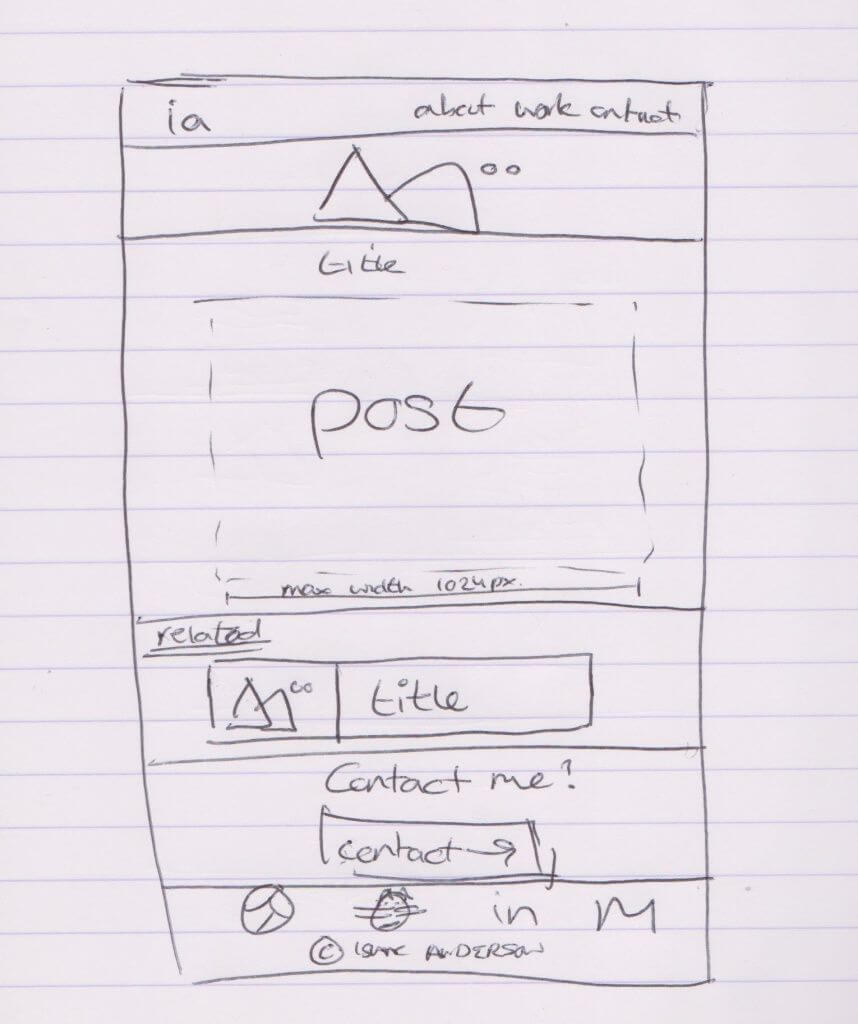 ia about work contact
title
post
max width 1024px.
related
title
Contact me?
contact →
in M
© ISAAC ANDERSON